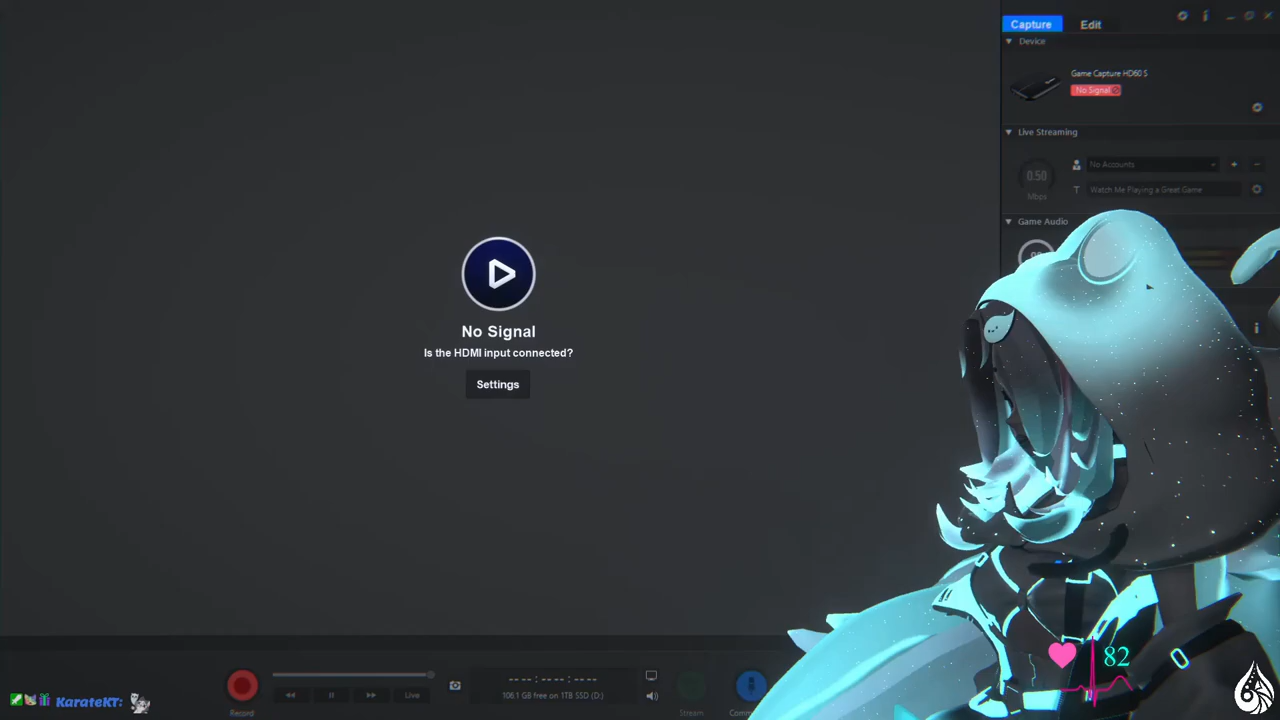 Capture Edit
Device
Game Capture HD60 S
No Signal
Live Streaming
0.50
Mbps
No Accounts
T Watch Me Playing a Great Game
Game Audio
No Signal
Is the HDMI input connected?
Settings
Record
Live
--:--:-- --:--:--
106.1 GB free on 1TB SSD (D:)
Stream
82
KarateKT: